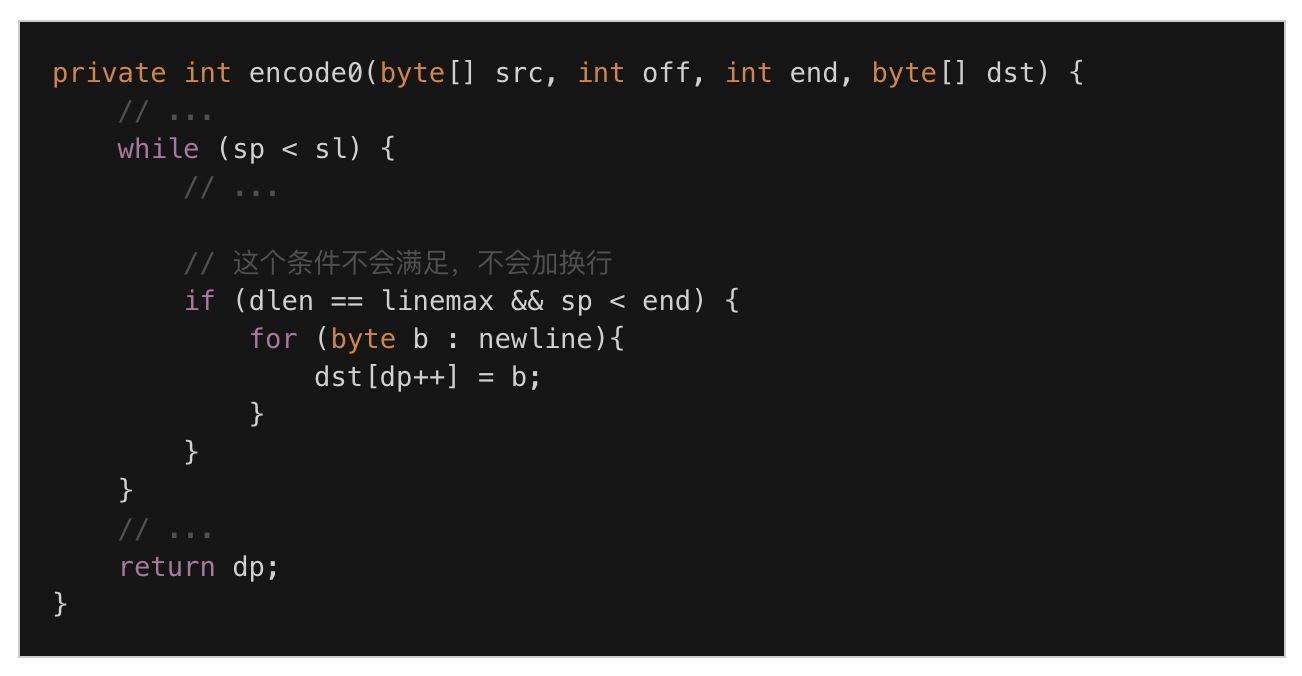 private int encode0(byte[] src, int off, int end, byte[] dst) {
    // ...
    while (sp < sl) {
        // ...

        // 这个条件不会满足，不会加换行
        if (dlen == linemax && sp < end) {
            for (byte b : newline){
                dst[dp++] = b;
            }
        }
    }
    // ...
    return dp;
}